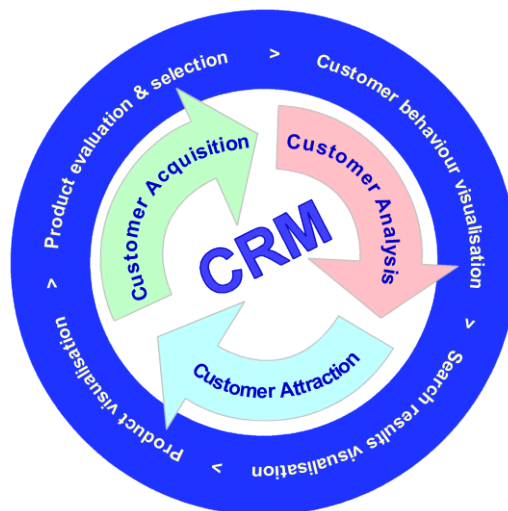 Product evaluation & selection
>
Customer behaviour visualisation
>
Search results visualisation
>
Product visualisation
>
Customer Acquisition
Customer Analysis
Customer Attraction
CRM